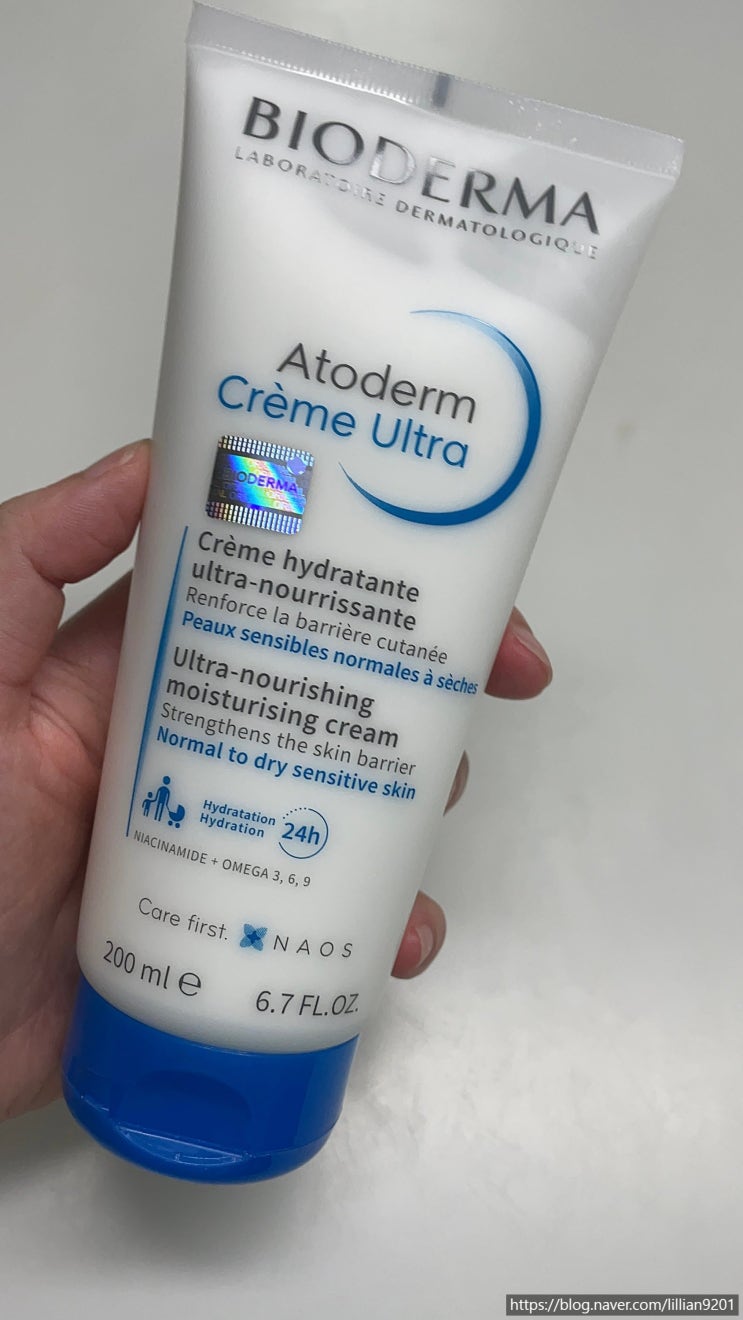 BIODERMA
LABORATOIRE DERMATOLOGIQUE
Atoderm
Crème Ultra
BIODERMA
Crème hydratante
ultra-nourrissante
Renforce la barrière cutanée
Peaux sensibles normales à sèches
Ultra-nourishing
moisturising cream
Strengthens the skin barrier
Normal to dry sensitive skin
Hydratation
Hydration
24h
NIACINAMIDE + OMEGA 3, 6, 9
Care first. NAOS
200 ml ℮ 6.7 FL.OZ.
https://blog.naver.com/lillian9201